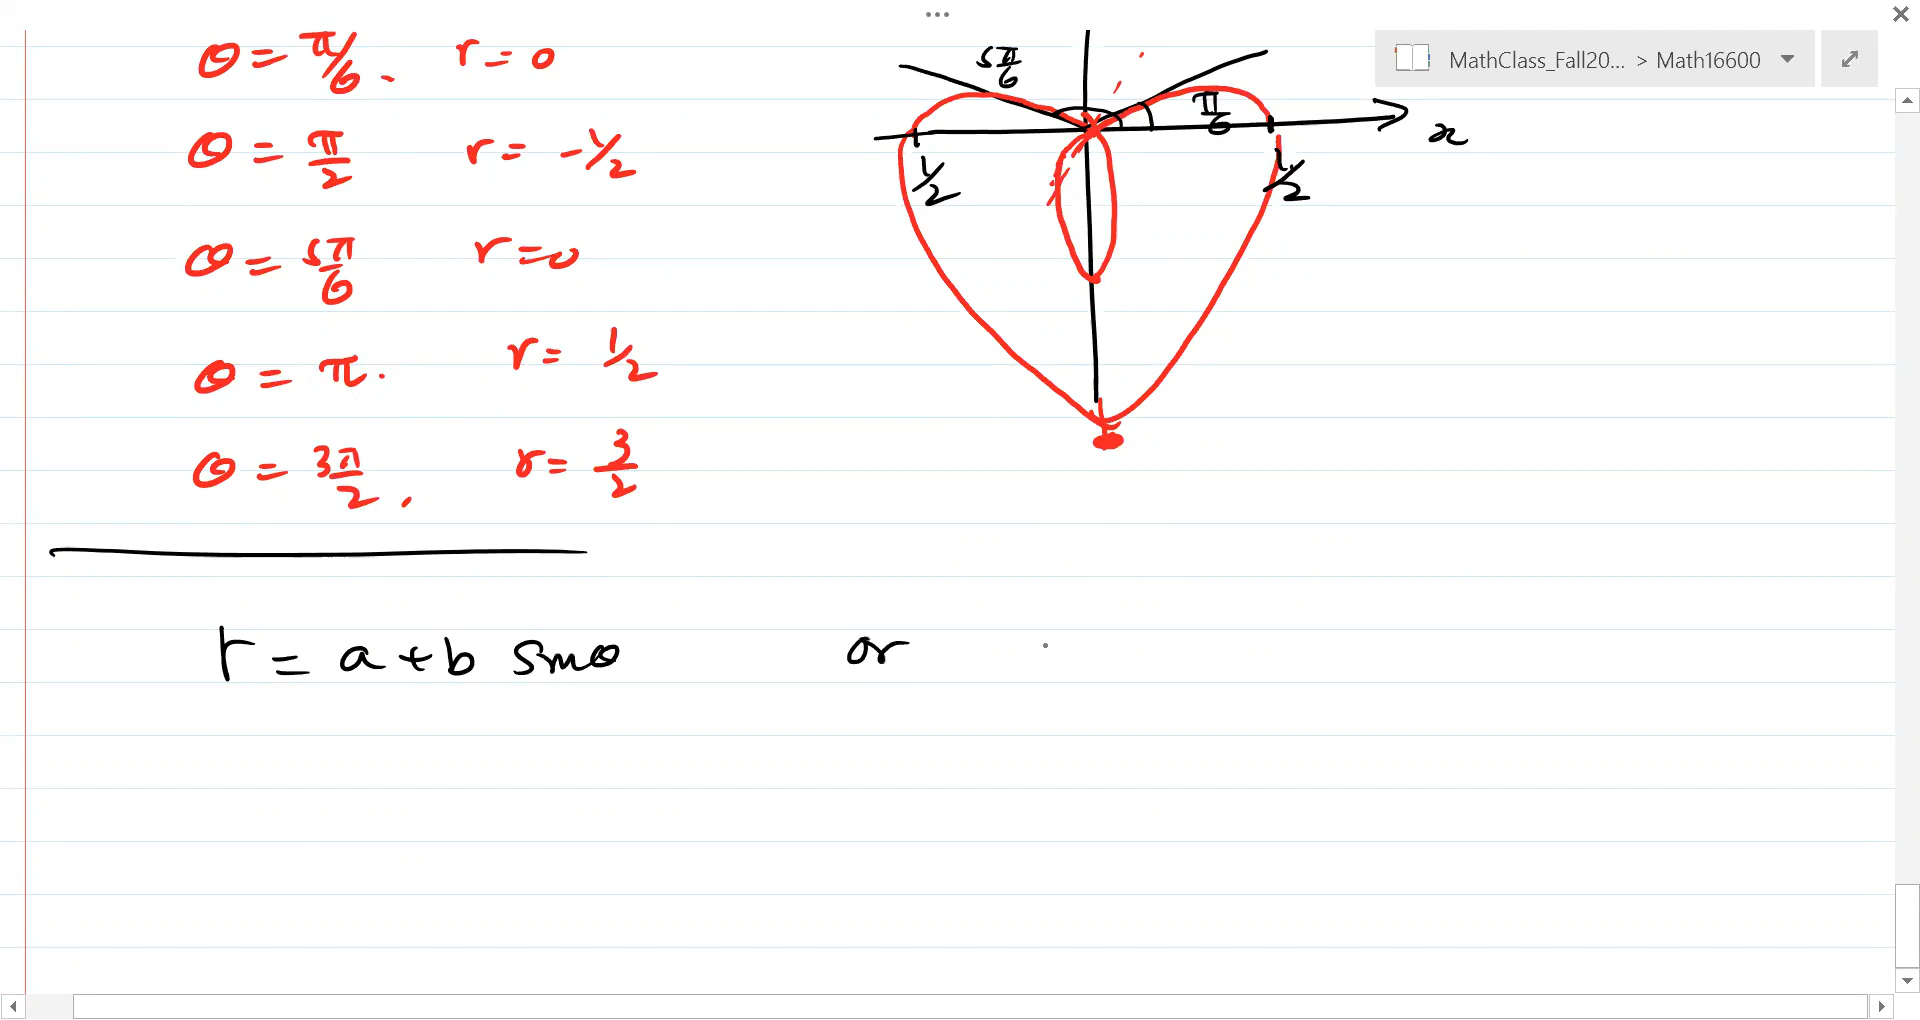 θ = π/6. r = 0
θ = π/2 r = -1/2
θ = 5π/6 r = 0
θ = π. r = 1/2
θ = 3π/2, r = 3/2
5π/6
π/6
x
1/2
1/2
MathClass_Fall20... > Math16600
r = a + b sinθ or